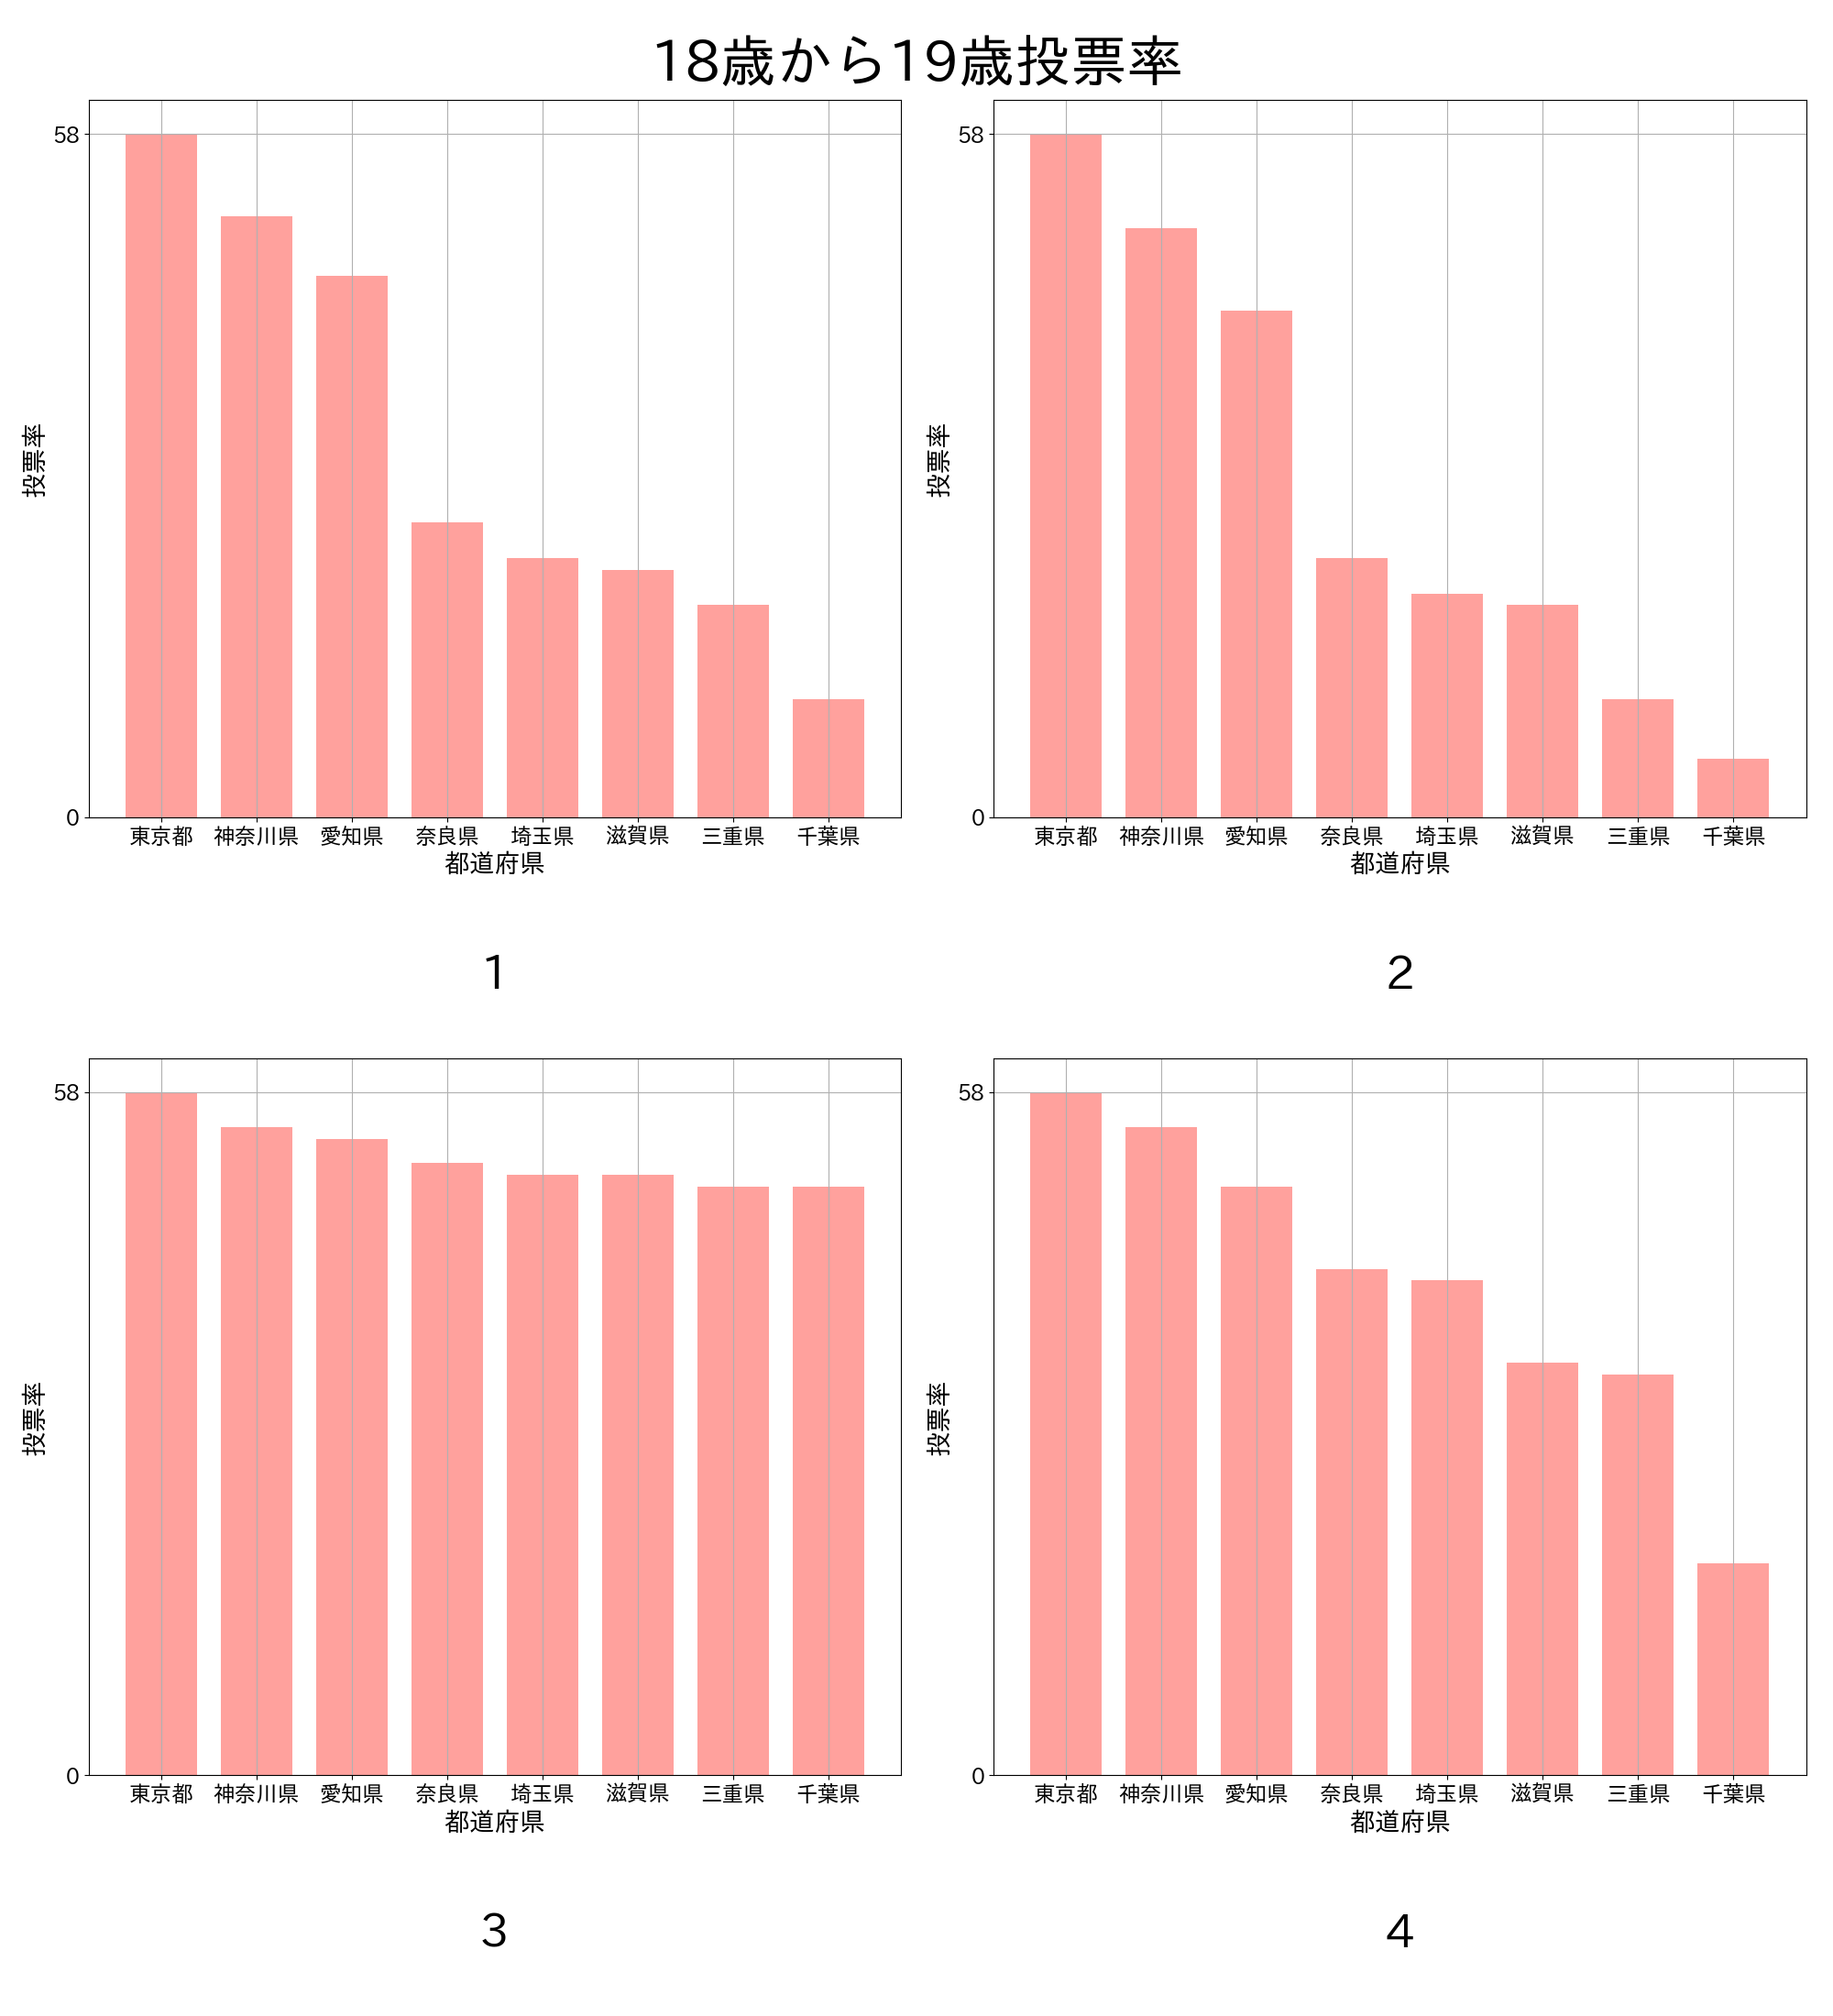 18歳から19歳投票率
58
0
投票率
東京都 神奈川県 愛知県 奈良県 埼玉県 滋賀県 三重県 千葉県
都道府県
1
58
0
投票率
東京都 神奈川県 愛知県 奈良県 埼玉県 滋賀県 三重県 千葉県
都道府県
2
58
0
投票率
東京都 神奈川県 愛知県 奈良県 埼玉県 滋賀県 三重県 千葉県
都道府県
3
58
0
投票率
東京都 神奈川県 愛知県 奈良県 埼玉県 滋賀県 三重県 千葉県
都道府県
4